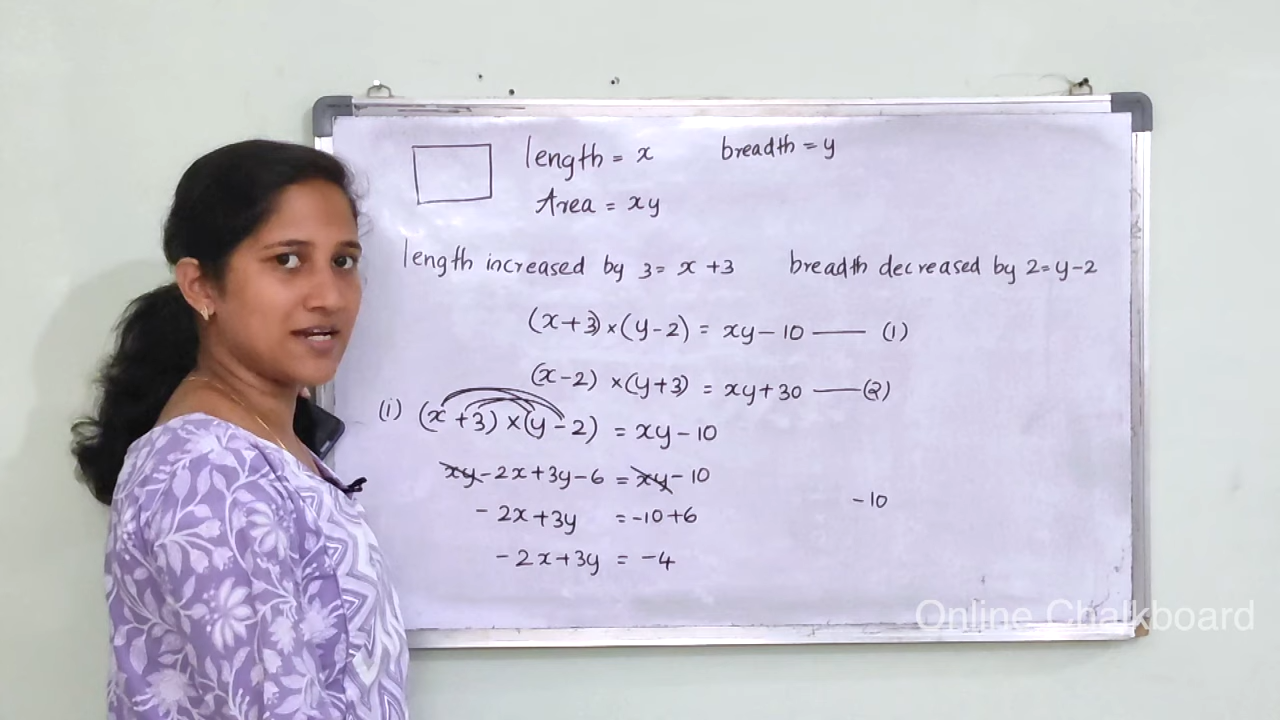 length = x breadth = y
Area = xy
length increased by 3= x +3 breadth decreased by 2=y-2
(x+3)×(y-2) = xy-10 —— (1)
(x-2) ×(y+3) = xy+30 ——(2)
(i) (x +3) ×(y-2) = xy-10
xy-2x+3y-6 = xy-10
-10
- 2x+3y =-10+6
- 2x+3y = -4
Online Chalkboard